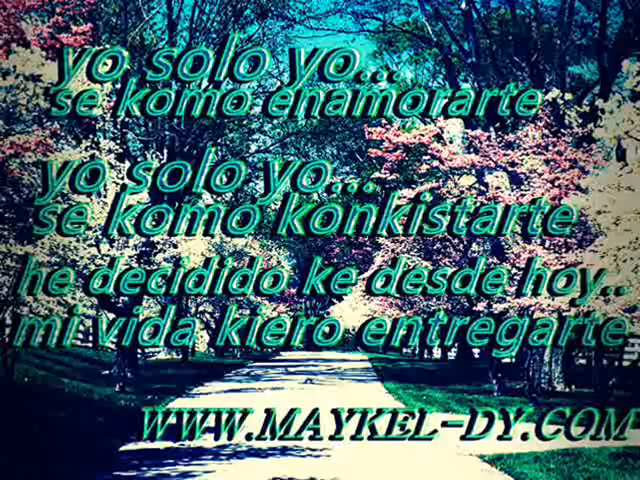 yo solo yo...
se komo enamorarte
yo solo yo...
se komo konkistarte
he decidido ke desde hoy..
mi vida kiero entregarte
WWW.MAYKEL-DY.COM